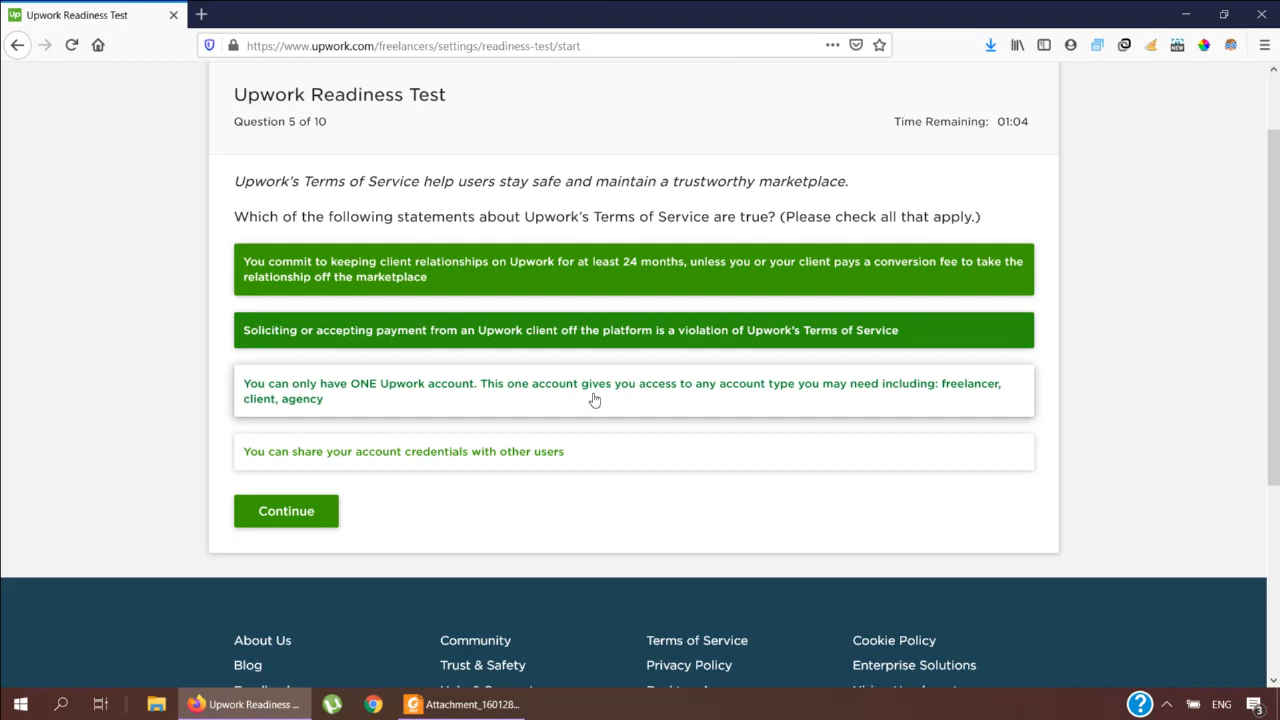 Upwork Readiness Test
https://www.upwork.com/freelancers/settings/readiness-test/start
Upwork Readiness Test
Question 5 of 10
Time Remaining: 01:04
Upwork's Terms of Service help users stay safe and maintain a trustworthy marketplace.
Which of the following statements about Upwork's Terms of Service are true? (Please check all that apply.)
You commit to keeping client relationships on Upwork for at least 24 months, unless you or your client pays a conversion fee to take the
relationship off the marketplace
Soliciting or accepting payment from an Upwork client off the platform is a violation of Upwork's Terms of Service
You can only have ONE Upwork account. This one account gives you access to any account type you may need including: freelancer,
client, agency
You can share your account credentials with other users
Continue
About Us Community Terms of Service Cookie Policy
Blog Trust & Safety Privacy Policy Enterprise Solutions
Upwork Readiness ... Attachment_160128... ENG 3